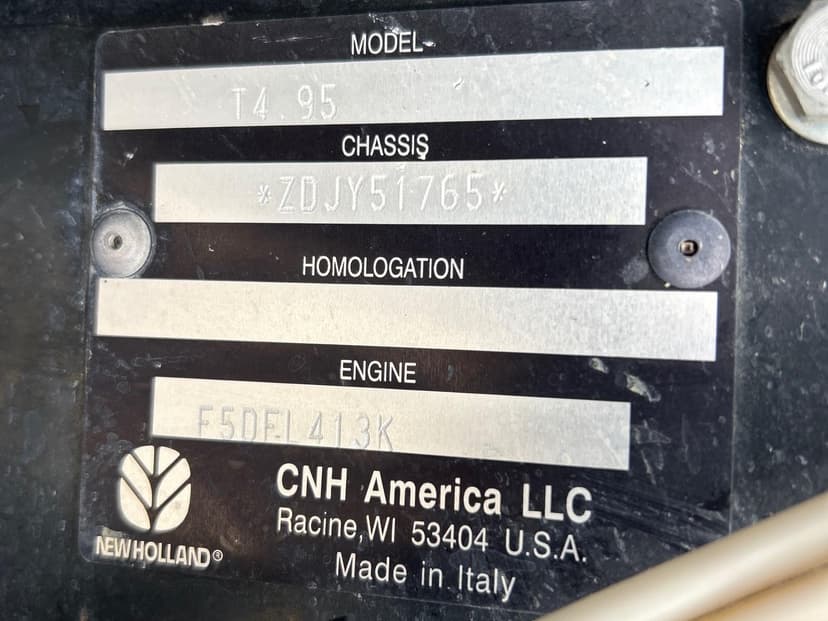 MODEL
T4.95
CHASSIS
*ZDJY51765*
HOMOLOGATION
ENGINE
F5DFL413K
CNH America LLC
Racine, WI 53404 U.S.A.
NEW HOLLAND®
Made in Italy